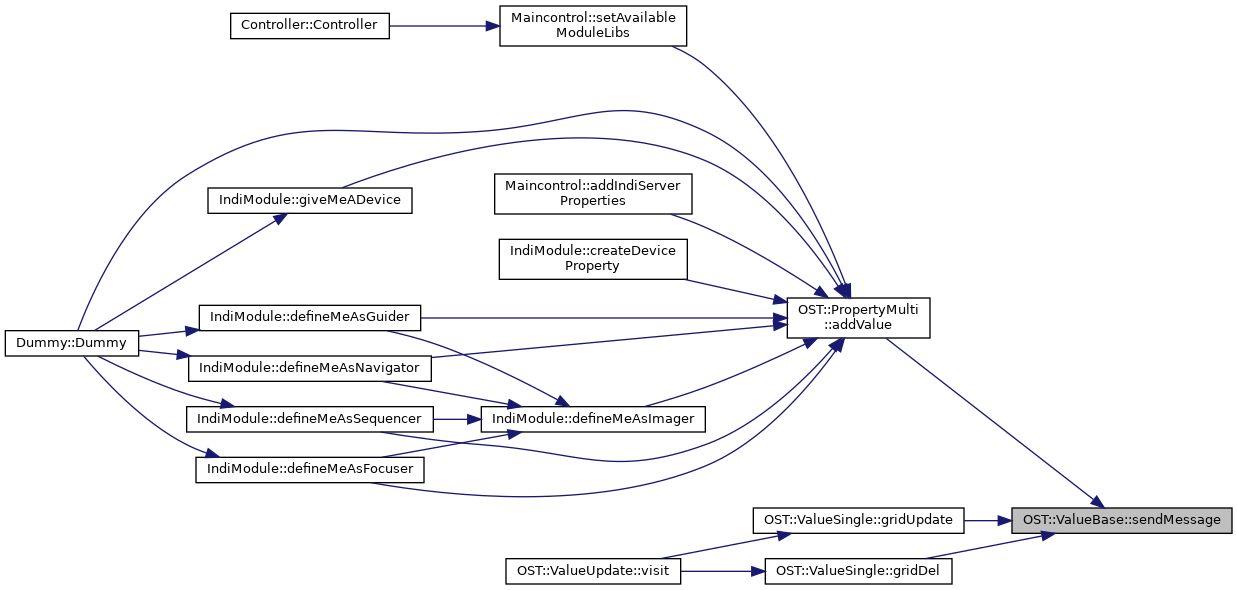 Controller::Controller
Maincontrol::setAvailable
ModuleLibs
IndiModule::giveMeADevice
Maincontrol::addIndiServer
Properties
IndiModule::createDevice
Property
OST::PropertyMulti
::addValue
IndiModule::defineMeAsGuider
Dummy::Dummy
IndiModule::defineMeAsNavigator
IndiModule::defineMeAsSequencer
IndiModule::defineMeAsImager
IndiModule::defineMeAsFocuser
OST::ValueSingle::gridUpdate
OST::ValueBase::sendMessage
OST::ValueUpdate::visit
OST::ValueSingle::gridDel